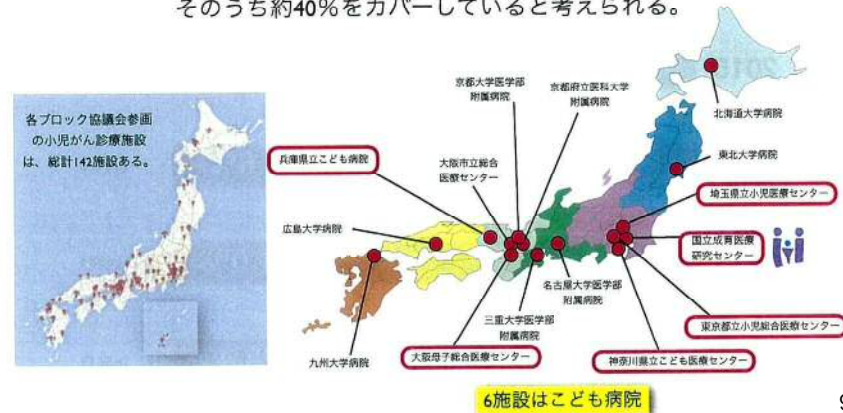 そのうち約40%をカバーしていると考えられる。
各ブロック協議会参画
の小児がん診療施設
は、総計142施設ある。
京都大学医学部
附属病院
京都府立医科大学
附属病院
北海道大学病院
兵庫県立こども病院
大阪市立総合
医療センター
東北大学病院
埼玉県立小児医療センター
広島大学病院
国立成育医療
研究センター
名古屋大学医学部
附属病院
三重大学医学部
附属病院
東京都立小児総合医療センター
九州大学病院
大阪母子総合医療センター
神奈川県立こども医療センター
6施設はこども病院
9